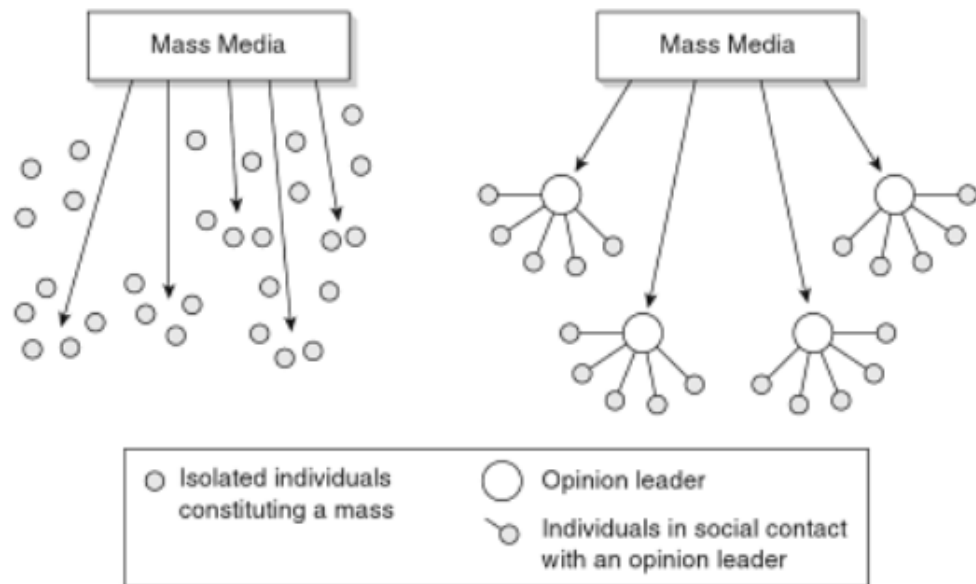 Mass Media
Mass Media
Isolated individuals
constituting a mass
Opinion leader
Individuals in social contact
with an opinion leader